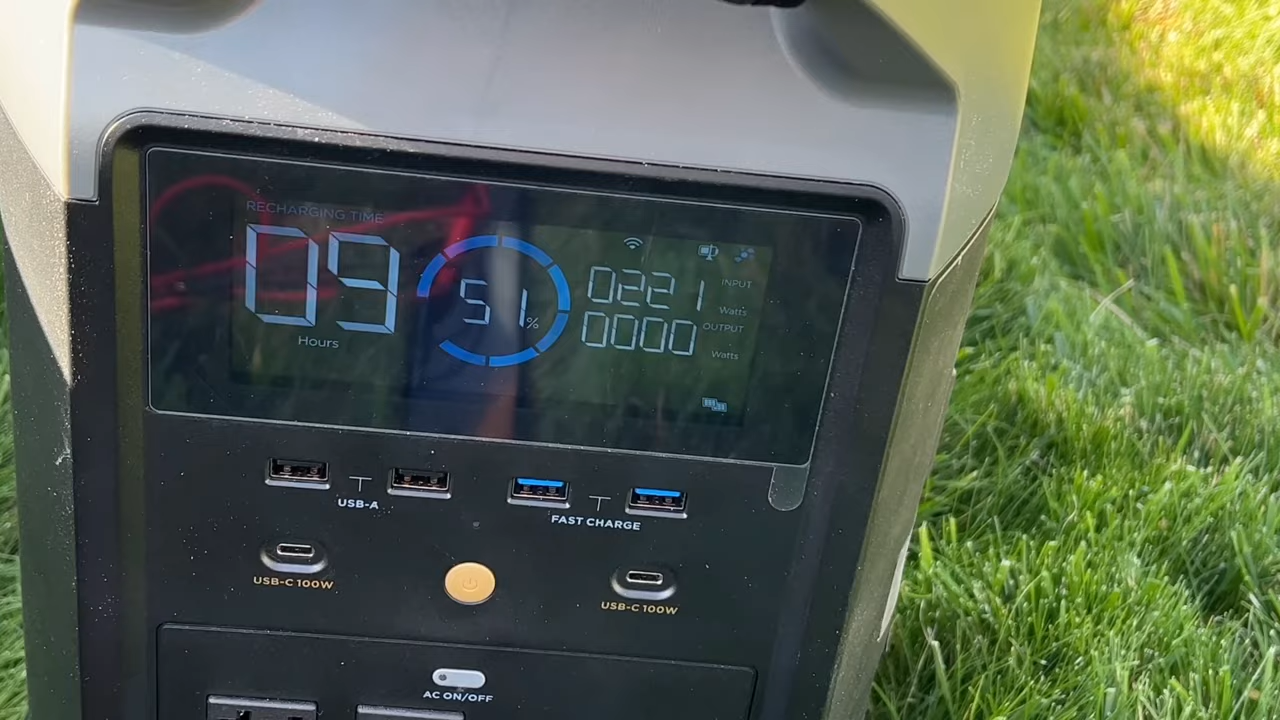 RECHARGING TIME
09
Hours
51%
0221 INPUT
Watts
0000 OUTPUT
Watts
USB-A
FAST CHARGE
USB-C 100W
USB-C 100W
AC ON/OFF